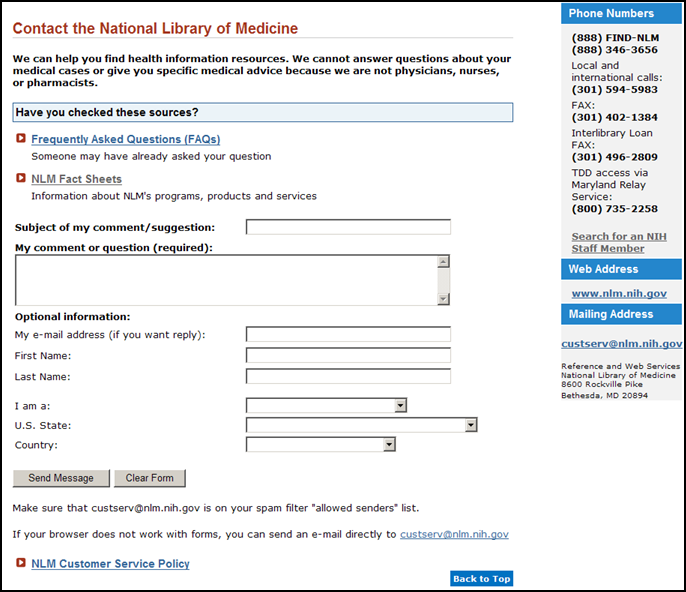 Contact the National Library of Medicine
We can help you find health information resources. We cannot answer questions about your
medical cases or give you specific medical advice because we are not physicians, nurses,
or pharmacists.
Have you checked these sources?
Frequently Asked Questions (FAQs)
Someone may have already asked your question
NLM Fact Sheets
Information about NLM's programs, products and services
Subject of my comment/suggestion:
My comment or question (required):
Optional information:
My e-mail address (if you want reply):
First Name:
Last Name:
I am a:
U.S. State:
Country:
Send Message Clear Form
Make sure that custserv@nlm.nih.gov is on your spam filter "allowed senders" list.
If your browser does not work with forms, you can send an e-mail directly to custserv@nlm.nih.gov
NLM Customer Service Policy
Back to Top
Phone Numbers
(888) FIND-NLM
(888) 346-3656
Local and
international calls:
(301) 594-5983
FAX:
(301) 402-1384
Interlibrary Loan
FAX:
(301) 496-2809
TDD access via
Maryland Relay
Service:
(800) 735-2258
Search for an NIH
Staff Member
Web Address
www.nlm.nih.gov
Mailing Address
custserv@nlm.nih.gov
Reference and Web Services
National Library of Medicine
8600 Rockville Pike
Bethesda, MD 20894